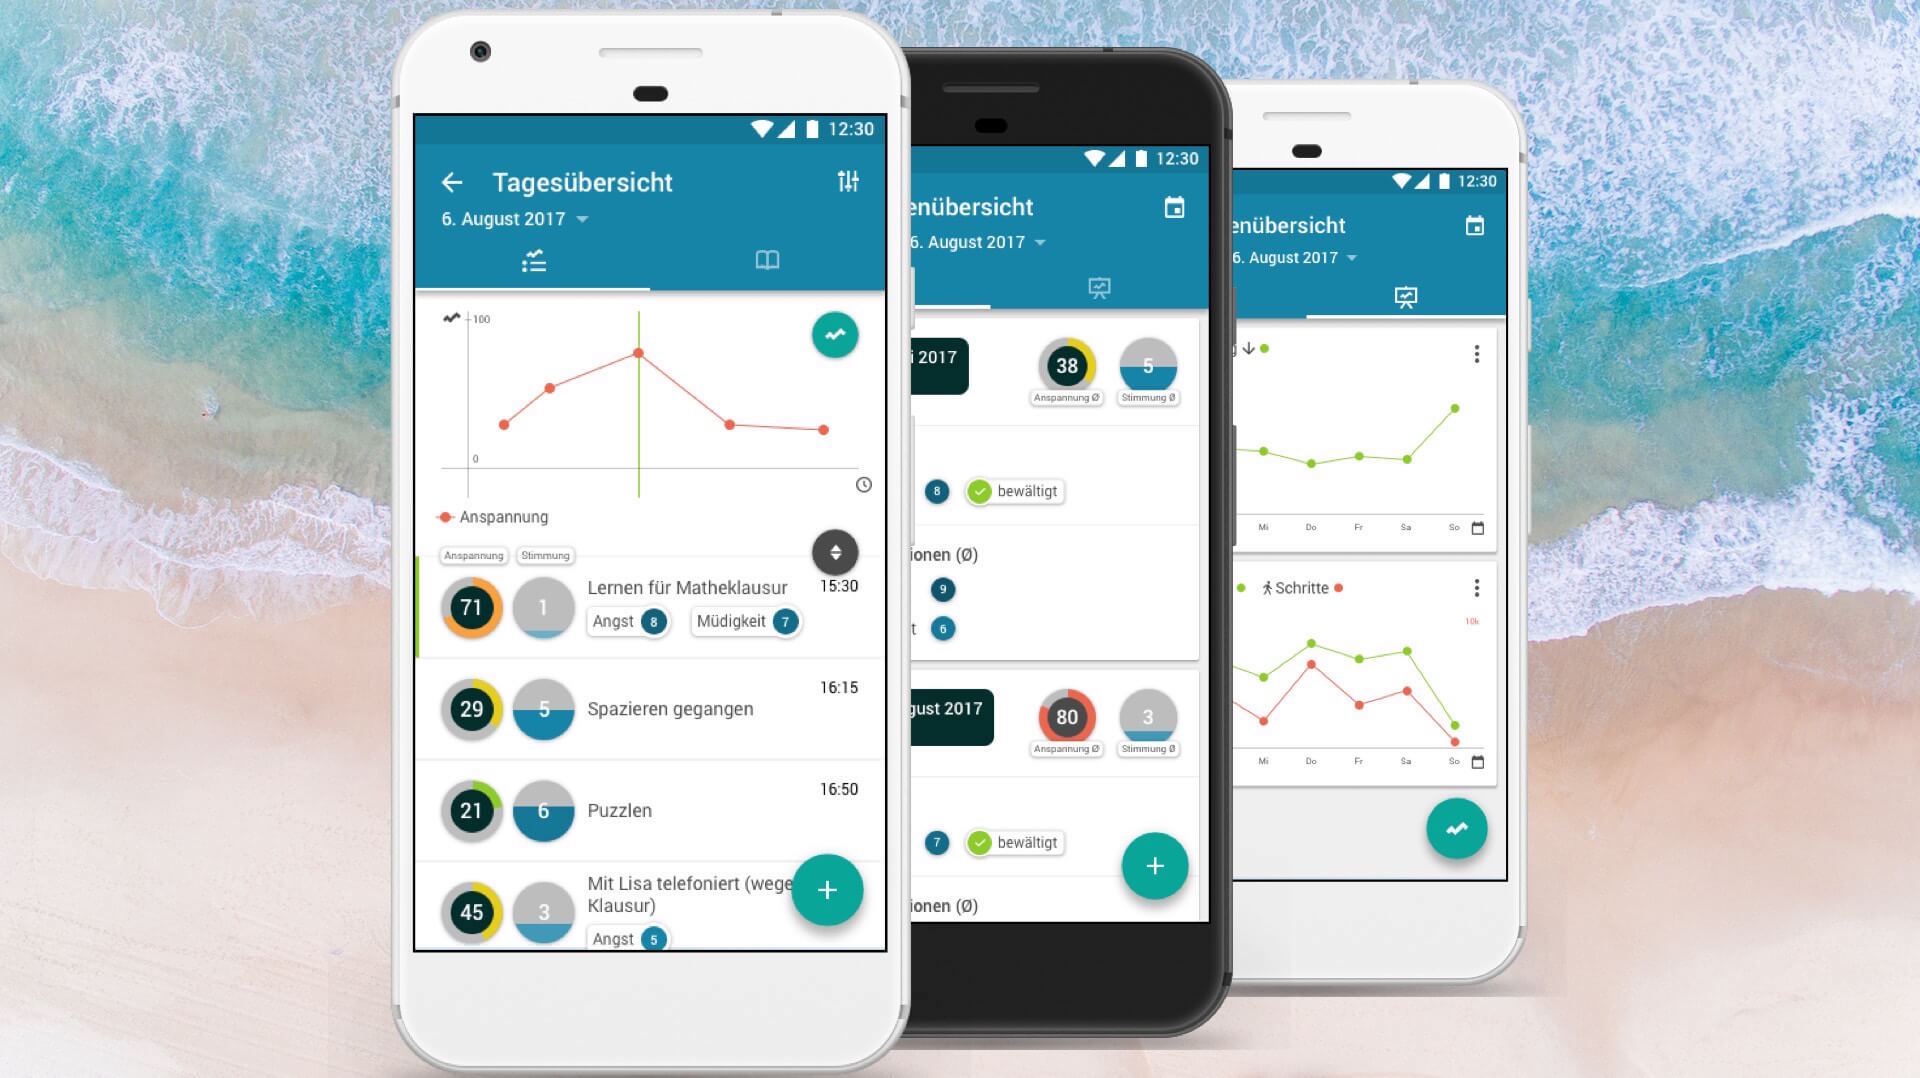 12:30
Tagesübersicht
6. August 2017
100
0
Anspannung
Anspannung Stimmung
71 1 Lernen für Matheklausur 15:30
Angst 8 Müdigkeit 7
29 5 Spazieren gegangen 16:15
21 6 Puzzlen 16:50
45 3 Mit Lisa telefoniert (wege
Klausur)
Angst 5
12:30
enübersicht
6. August 2017
i 2017 38 5
Anspannung Ø Stimmung Ø
8 bewältigt
ionen (Ø)
9
t 6
gust 2017 80 3
Anspannung Ø Stimmung Ø
7 bewältigt
ionen (Ø)
12:30
enübersicht
6. August 2017
g
Mi Do Fr Sa So
Schritte
10k
Mi Do Fr Sa So